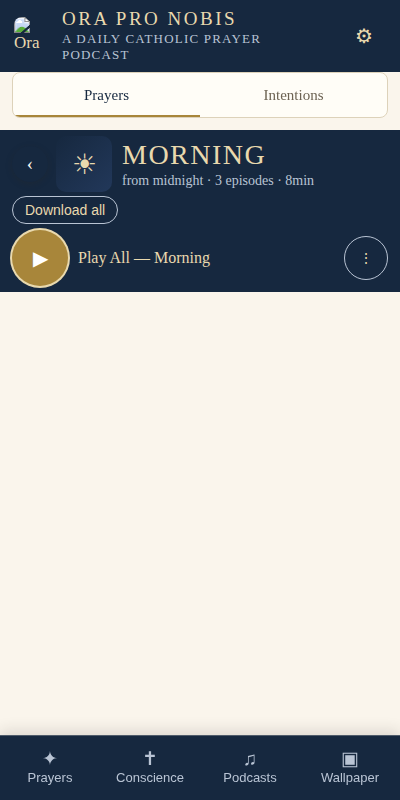 Ora
ORA PRO NOBIS
A DAILY CATHOLIC PRAYER
PODCAST
Prayers
Intentions
MORNING
from midnight · 3 episodes · 8min
Download all
Play All — Morning
Prayers
Conscience
Podcasts
Wallpaper